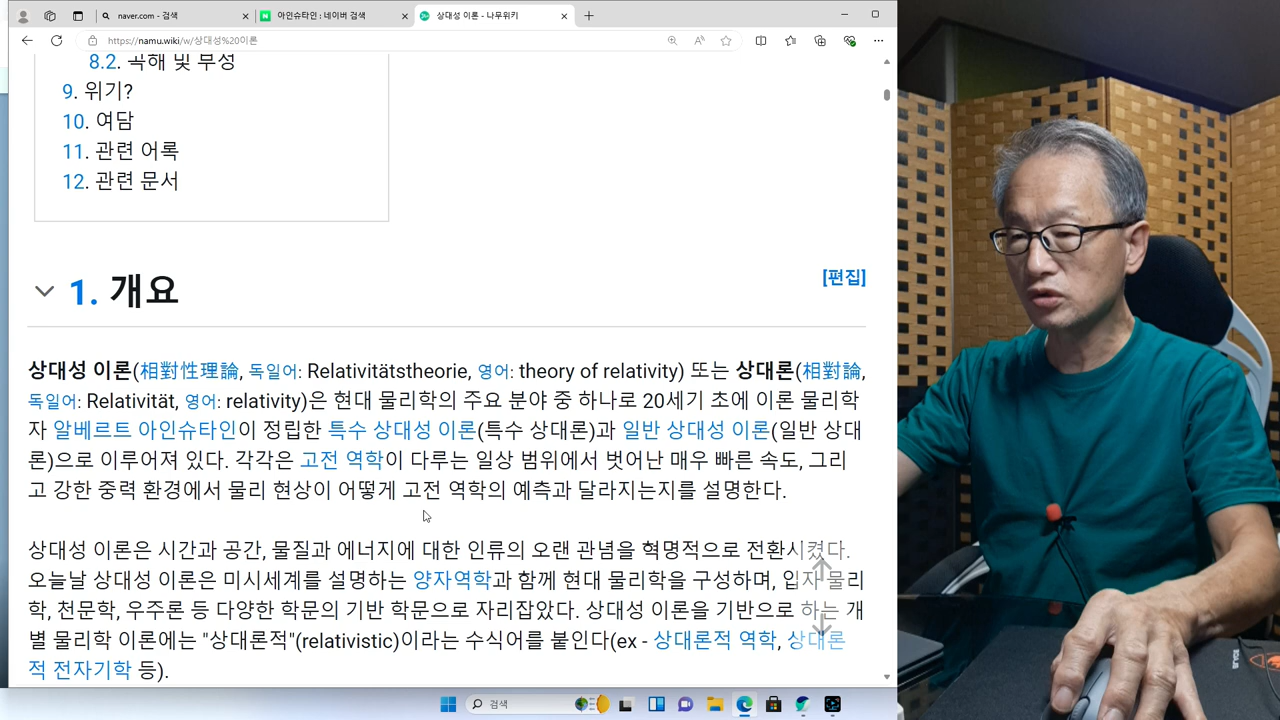 naver.com - 검색
아인슈타인 : 네이버 검색
상대성 이론 - 나무위키
https://namu.wiki/w/상대성%20이론
8.2. 곡해 및 부성
9. 위기?
10. 여담
11. 관련 어록
12. 관련 문서
1. 개요
[편집]
상대성 이론(相對性理論, 독일어: Relativitätstheorie, 영어: theory of relativity) 또는 상대론(相對論,
독일어: Relativität, 영어: relativity)은 현대 물리학의 주요 분야 중 하나로 20세기 초에 이론 물리학
자 알베르트 아인슈타인이 정립한 특수 상대성 이론(특수 상대론)과 일반 상대성 이론(일반 상대
론)으로 이루어져 있다. 각각은 고전 역학이 다루는 일상 범위에서 벗어난 매우 빠른 속도, 그리
고 강한 중력 환경에서 물리 현상이 어떻게 고전 역학의 예측과 달라지는지를 설명한다.
상대성 이론은 시간과 공간, 물질과 에너지에 대한 인류의 오랜 관념을 혁명적으로 전환시켰다.
오늘날 상대성 이론은 미시세계를 설명하는 양자역학과 함께 현대 물리학을 구성하며, 입자 물리
학, 천문학, 우주론 등 다양한 학문의 기반 학문으로 자리잡았다. 상대성 이론을 기반으로 하는 개
별 물리학 이론에는 "상대론적"(relativistic)이라는 수식어를 붙인다(ex - 상대론적 역학, 상대론
적 전자기학 등).
검색